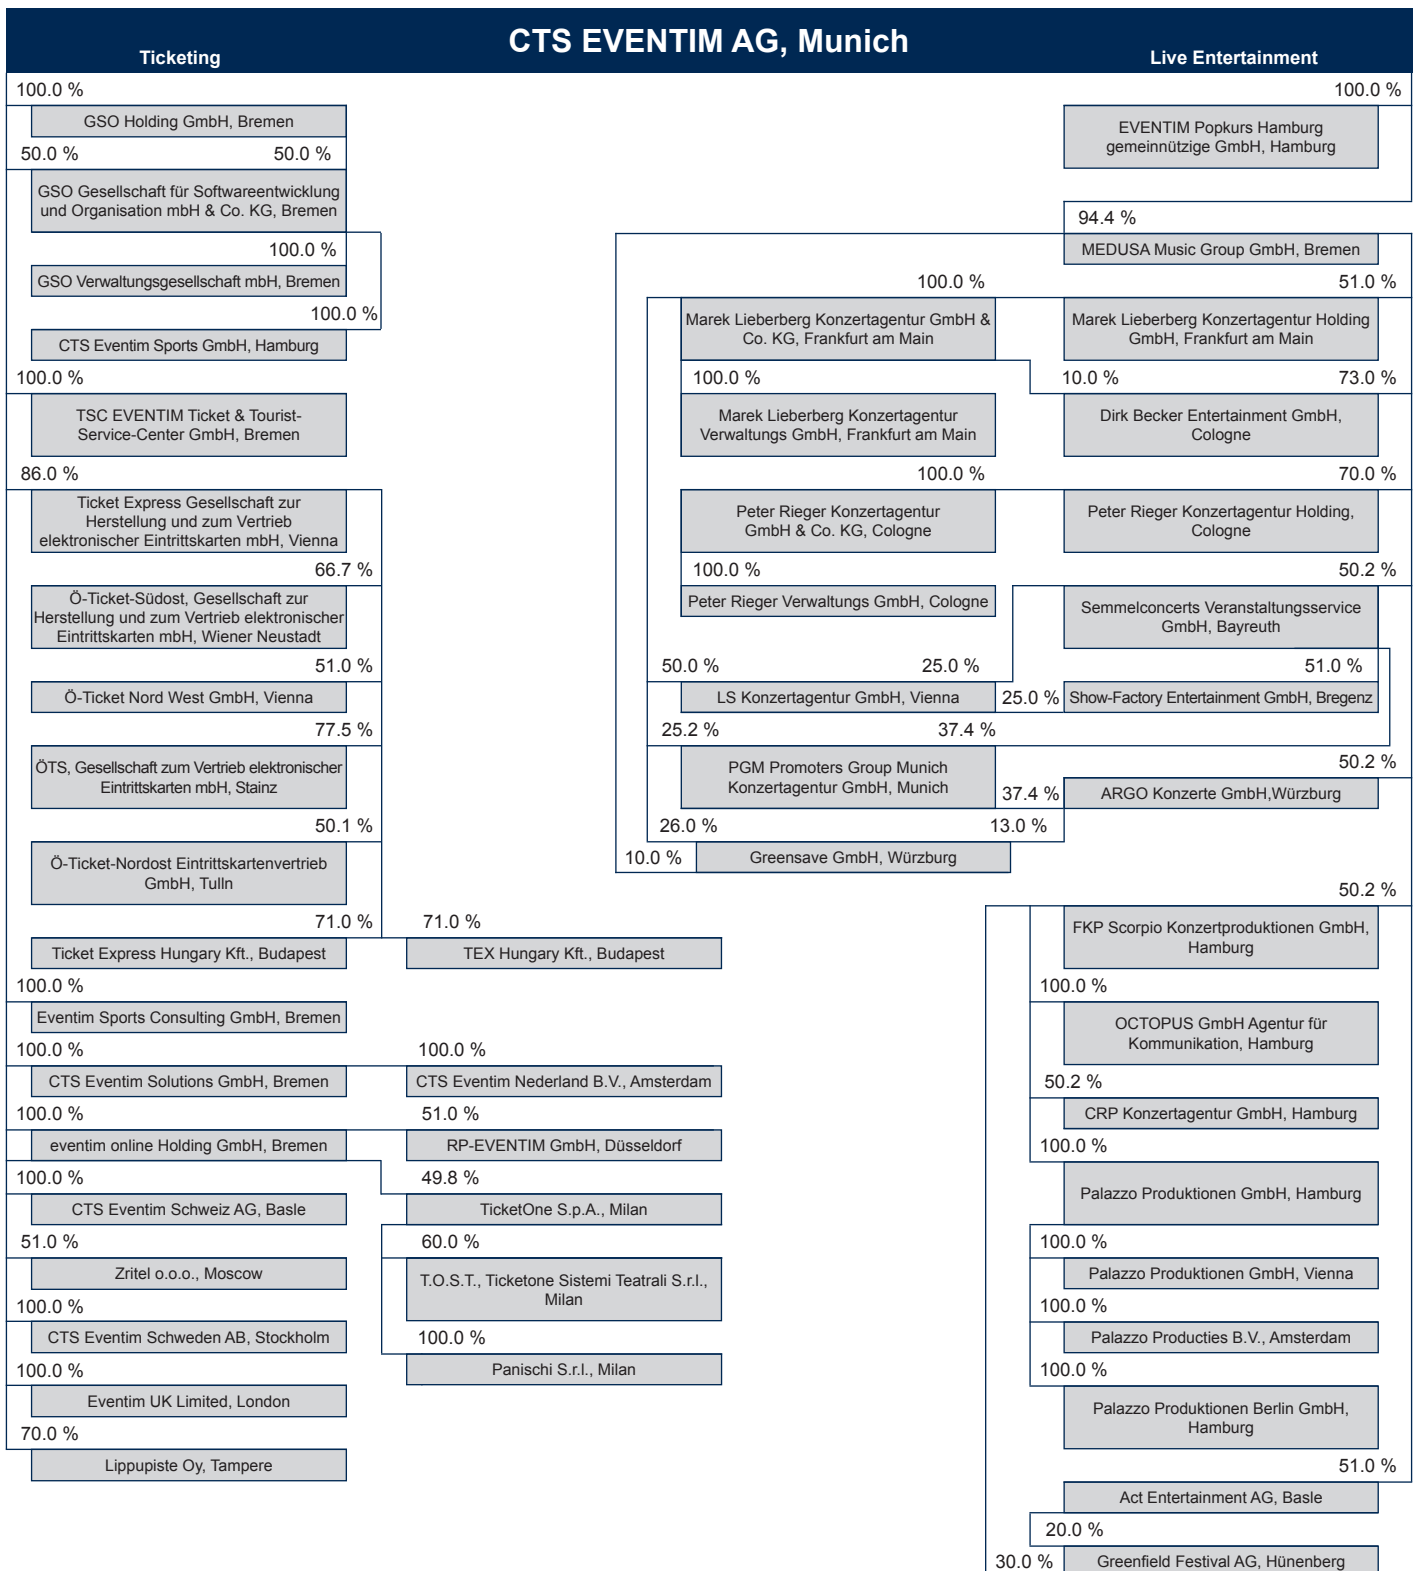 CTS EVENTIM AG, Munich
Ticketing
Live Entertainment
100.0 %
GSO Holding GmbH, Bremen
50.0 %
50.0 %
GSO Gesellschaft für Softwareentwicklung
und Organisation mbH & Co. KG, Bremen
100.0 %
GSO Verwaltungsgesellschaft mbH, Bremen
100.0 %
CTS Eventim Sports GmbH, Hamburg
100.0 %
TSC EVENTIM Ticket & Tourist-
Service-Center GmbH, Bremen
86.0 %
Ticket Express Gesellschaft zur
Herstellung und zum Vertrieb
elektronischer Eintrittskarten mbH, Vienna
66.7 %
Ö-Ticket-Südost, Gesellschaft zur
Herstellung und zum Vertrieb elektronischer
Eintrittskarten mbH, Wiener Neustadt
51.0 %
Ö-Ticket Nord West GmbH, Vienna
77.5 %
ÖTS, Gesellschaft zum Vertrieb elektronischer
Eintrittskarten mbH, Stainz
50.1 %
Ö-Ticket-Nordost Eintrittskartenvertrieb
GmbH, Tulln
71.0 %
Ticket Express Hungary Kft., Budapest
71.0 %
TEX Hungary Kft., Budapest
100.0 %
Eventim Sports Consulting GmbH, Bremen
100.0 %
CTS Eventim Solutions GmbH, Bremen
100.0 %
CTS Eventim Nederland B.V., Amsterdam
100.0 %
eventim online Holding GmbH, Bremen
51.0 %
RP-EVENTIM GmbH, Düsseldorf
100.0 %
CTS Eventim Schweiz AG, Basle
49.8 %
TicketOne S.p.A., Milan
51.0 %
Zritel o.o.o., Moscow
60.0 %
T.O.S.T., Ticketone Sistemi Teatrali S.r.l.,
Milan
100.0 %
CTS Eventim Schweden AB, Stockholm
100.0 %
Panischi S.r.l., Milan
100.0 %
Eventim UK Limited, London
70.0 %
Lippupiste Oy, Tampere
100.0 %
EVENTIM Popkurs Hamburg
gemeinnützige GmbH, Hamburg
94.4 %
MEDUSA Music Group GmbH, Bremen
100.0 %
51.0 %
Marek Lieberberg Konzertagentur GmbH &
Co. KG, Frankfurt am Main
Marek Lieberberg Konzertagentur Holding
GmbH, Frankfurt am Main
100.0 %
10.0 %
73.0 %
Marek Lieberberg Konzertagentur
Verwaltungs GmbH, Frankfurt am Main
Dirk Becker Entertainment GmbH,
Cologne
100.0 %
70.0 %
Peter Rieger Konzertagentur
GmbH & Co. KG, Cologne
Peter Rieger Konzertagentur Holding,
Cologne
100.0 %
50.2 %
Peter Rieger Verwaltungs GmbH, Cologne
Semmelconcerts Veranstaltungsservice
GmbH, Bayreuth
50.0 %
25.0 %
51.0 %
LS Konzertagentur GmbH, Vienna
25.0 %
Show-Factory Entertainment GmbH, Bregenz
25.2 %
37.4 %
50.2 %
PGM Promoters Group Munich
Konzertagentur GmbH, Munich
37.4 %
ARGO Konzerte GmbH,Würzburg
26.0 %
13.0 %
10.0 %
Greensave GmbH, Würzburg
50.2 %
FKP Scorpio Konzertproduktionen GmbH,
Hamburg
100.0 %
OCTOPUS GmbH Agentur für
Kommunikation, Hamburg
50.2 %
CRP Konzertagentur GmbH, Hamburg
100.0 %
Palazzo Produktionen GmbH, Hamburg
100.0 %
Palazzo Produktionen GmbH, Vienna
100.0 %
Palazzo Producties B.V., Amsterdam
100.0 %
Palazzo Produktionen Berlin GmbH,
Hamburg
51.0 %
Act Entertainment AG, Basle
20.0 %
30.0 %
Greenfield Festival AG, Hünenberg